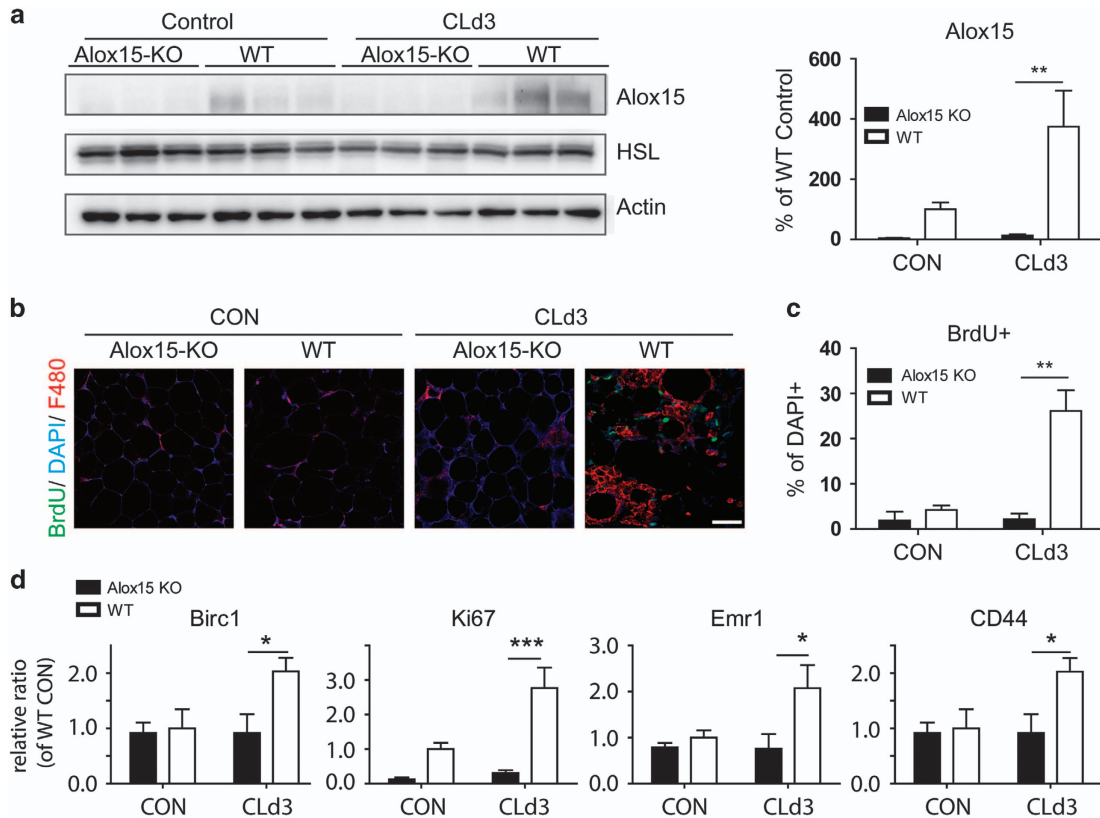 a
Control CLd3
Alox15-KO WT Alox15-KO WT
Alox15
HSL
Actin
Alox15
% of WT Control
600
400
200
0
Alox15 KO
WT
**
CON CLd3
b
CON CLd3
Alox15-KO WT Alox15-KO WT
BrdU/ DAPI/ F480
c
BrdU+
% of DAPI+
40
30
20
10
0
Alox15 KO
WT
**
CON CLd3
d
Alox15 KO
WT
relative ratio
(of WT CON)
Birc1
2.0
1.0
0.0
*
CON CLd3
Ki67
3.0
2.0
1.0
0.0
***
CON CLd3
Emr1
3.0
2.0
1.0
0.0
*
CON CLd3
CD44
2.0
1.0
0.0
*
CON CLd3